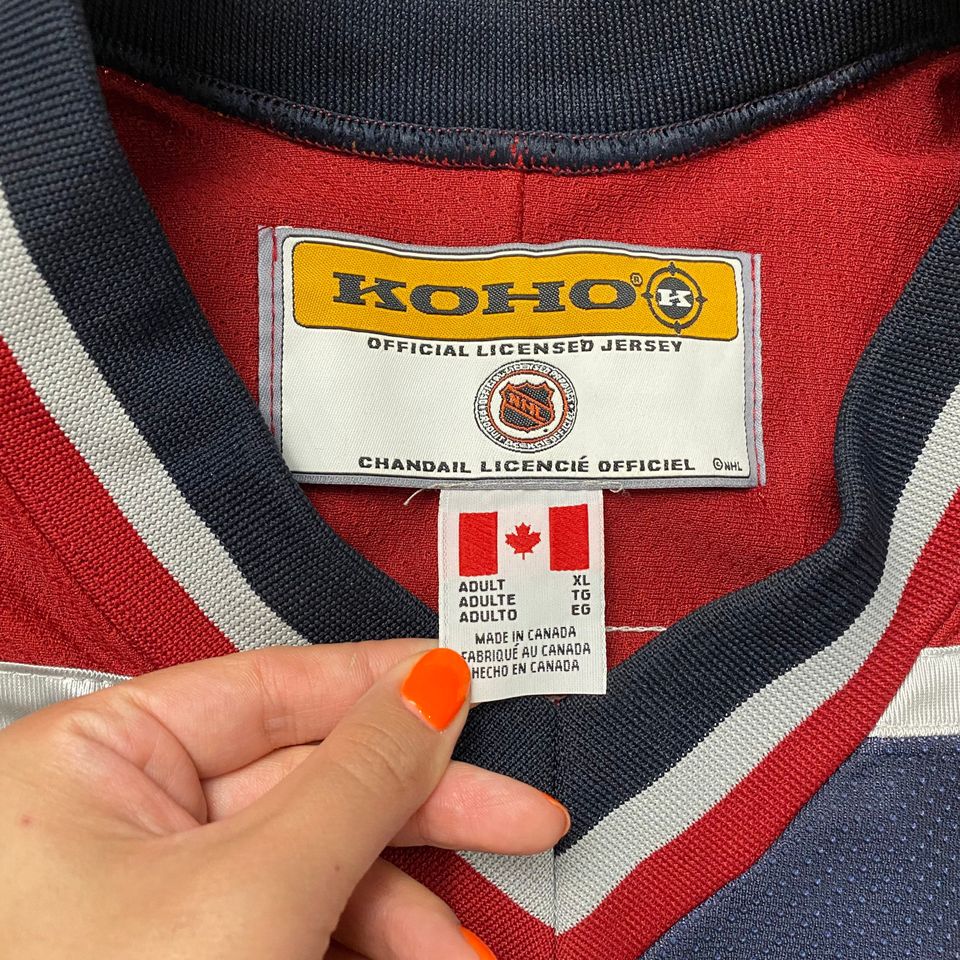 KOHO® K
OFFICIAL LICENSED JERSEY
NHL
CHANDAIL LICENCIÉ OFFICIEL ©NHL
ADULT XL
ADULTE TG
ADULTO EG
MADE IN CANADA
FABRIQUÉ AU CANADA
HECHO EN CANADA